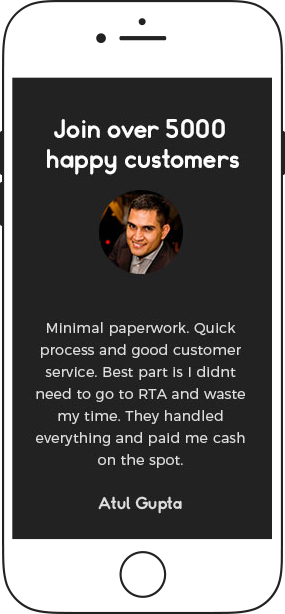 Join over 5000
happy customers
Minimal paperwork. Quick
process and good customer
service. Best part is I didnt
need to go to RTA and waste
my time. They handled
everything and paid me cash
on the spot.
Atul Gupta